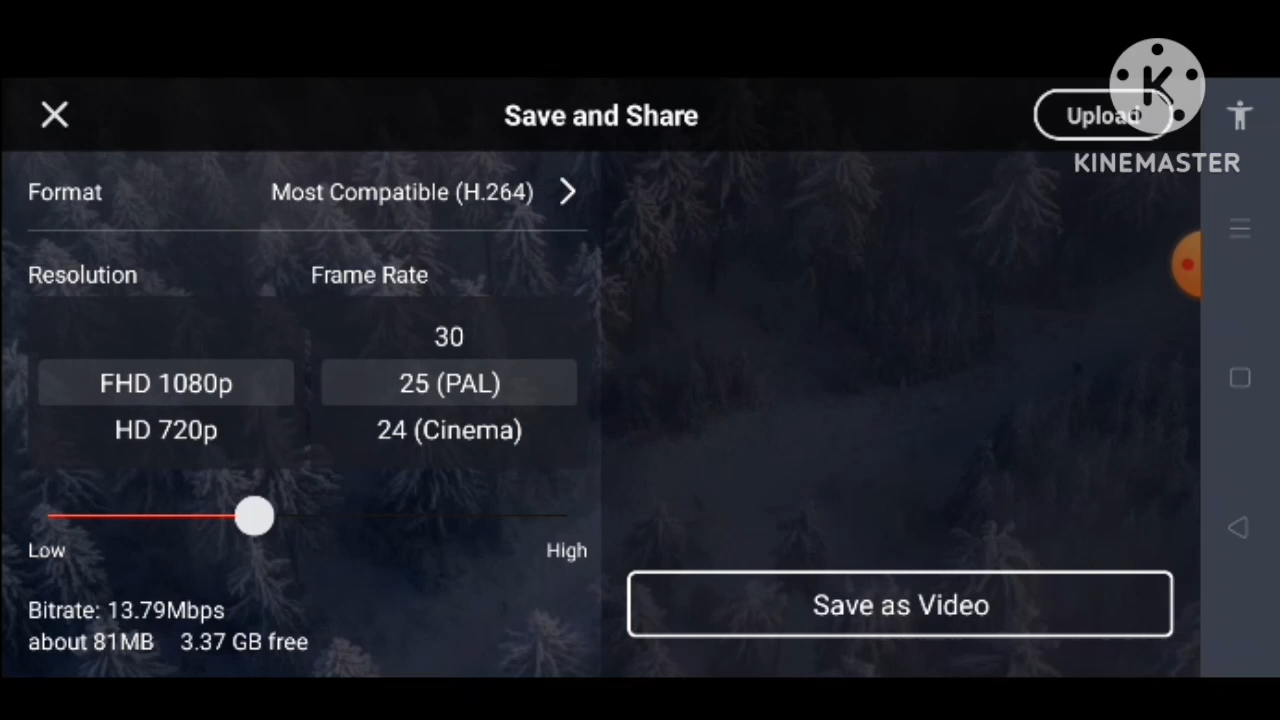 Save and Share
Upload
KINEMASTER
Format Most Compatible (H.264)
Resolution Frame Rate
30
FHD 1080p 25 (PAL)
HD 720p 24 (Cinema)
Low High
Bitrate: 13.79Mbps
about 81MB 3.37 GB free
Save as Video